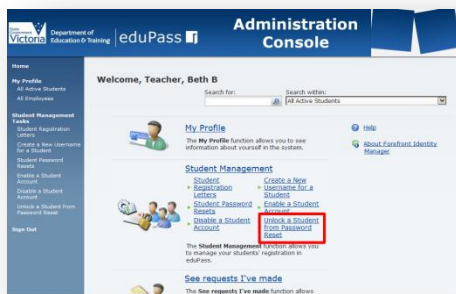 State
Government
Victoria
Department of
Education & Training
eduPass
Administration
Console
Home
My Profile
All Active Students
All Employees
Student Management
Tasks
Student Registration
Letters
Create a New Username
for a Student
Student Password
Resets
Enable a Student
Account
Disable a Student
Account
Unlock a Student from
Password Reset
Sign Out
Welcome, Teacher, Beth B
Search for:
Search within:
All Active Students
My Profile
The My Profile function allows you to see
information about yourself in the system.
Help
About Forefront Identity
Manager
Student Management
Student
Registration
Letters
Create a New
Username for a
Student
Student Password
Resets
Enable a Student
Account
Disable a Student
Account
Unlock a Student
from Password
Reset
The Student Management function allows you
to manage your students' registration in
eduPass.
See requests I've made
The See requests I've made function allows